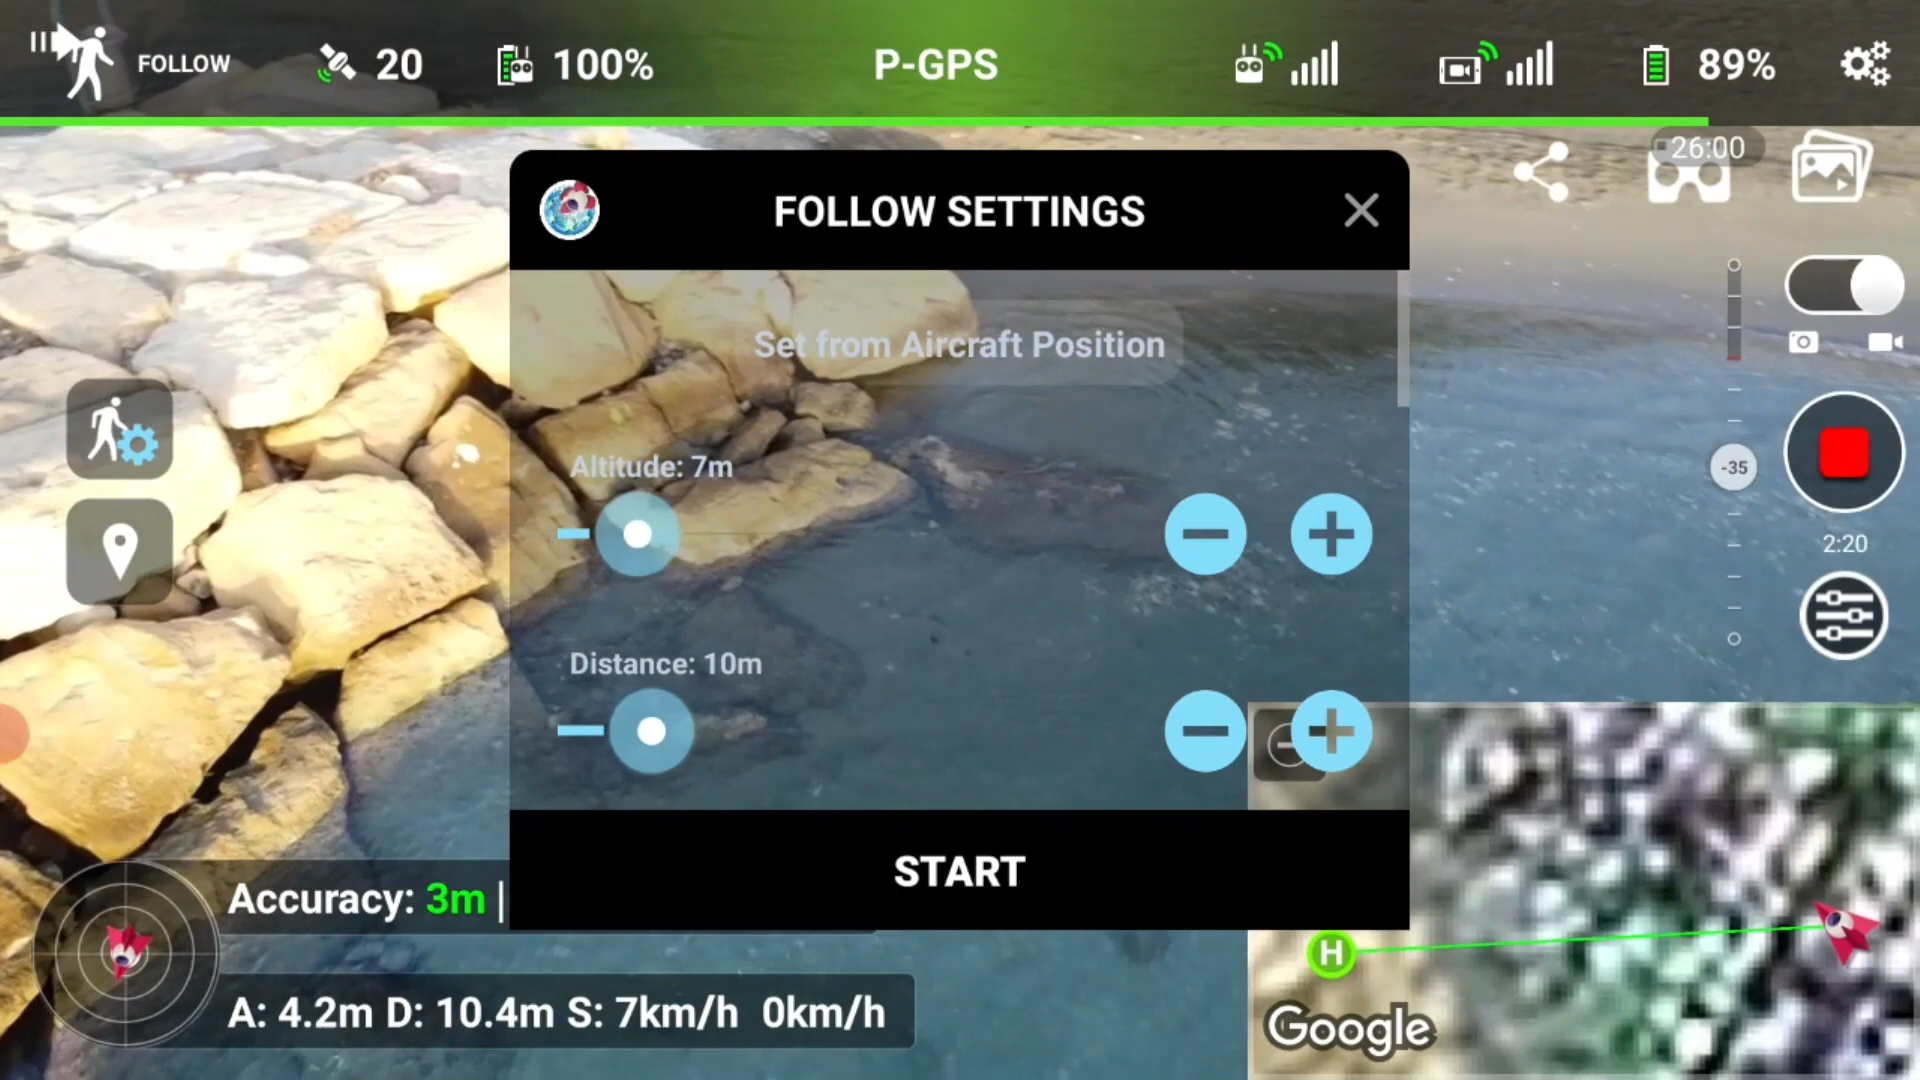 FOLLOW 20 100% P-GPS 89%
26:00
FOLLOW SETTINGS
Set from Aircraft Position
Altitude: 7m
-35
2:20
Distance: 10m
START
Accuracy: 3m |
H
A: 4.2m D: 10.4m S: 7km/h 0km/h
Google